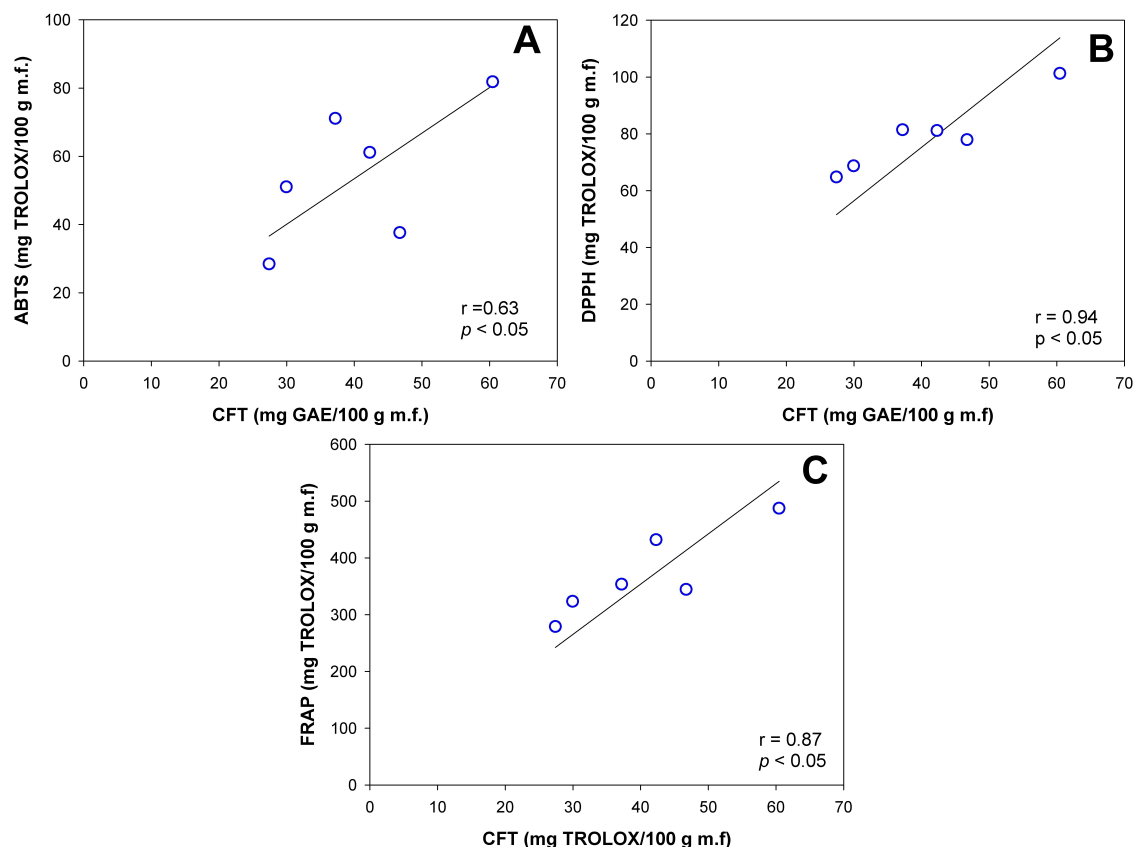 A
ABTS (mg TROLOX/100 g m.f.)
100
80
60
40
20
0
r =0.63
p < 0.05
0 10 20 30 40 50 60 70
CFT (mg GAE/100 g m.f.)
B
DPPH (mg TROLOX/100 g m.f)
120
100
80
60
40
20
0
r = 0.94
p < 0.05
0 10 20 30 40 50 60 70
CFT (mg GAE/100 g m.f)
C
FRAP (mg TROLOX/100 g m.f)
600
500
400
300
200
100
0
r = 0.87
p < 0.05
0 10 20 30 40 50 60 70
CFT (mg TROLOX/100 g m.f)